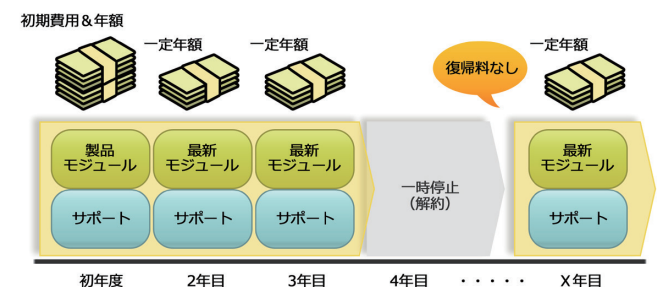 初期費用＆年額
一定年額
一定年額
復帰料なし
一定年額
製品
モジュール
最新
モジュール
最新
モジュール
一時停止
（解約）
最新
モジュール
サポート
サポート
サポート
サポート
初年度
2年目
3年目
4年目
・・・・・
X年目